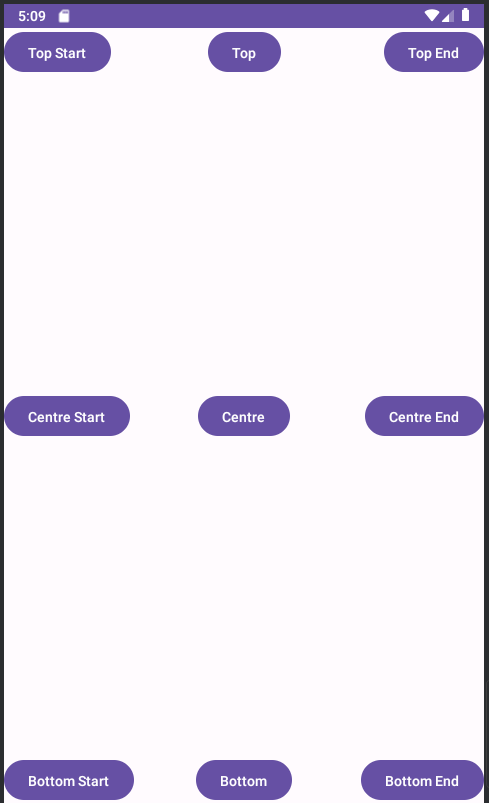 5:09
Top Start
Top
Top End
Centre Start
Centre
Centre End
Bottom Start
Bottom
Bottom End